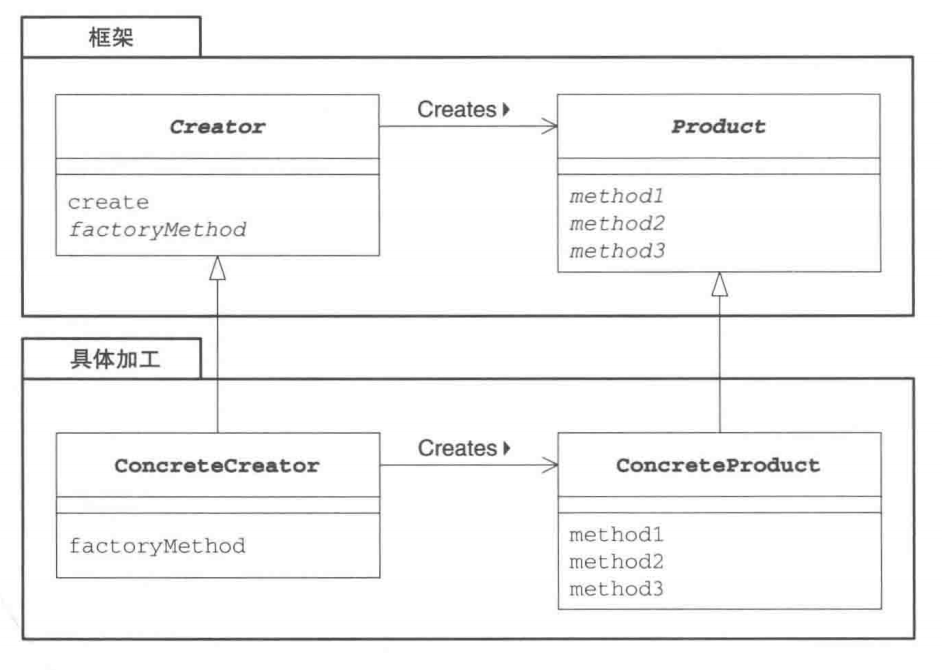 框架
Creator
Creates
Product
create
factoryMethod
method1
method2
method3
具体加工
ConcreteCreator
Creates
ConcreteProduct
factoryMethod
method1
method2
method3